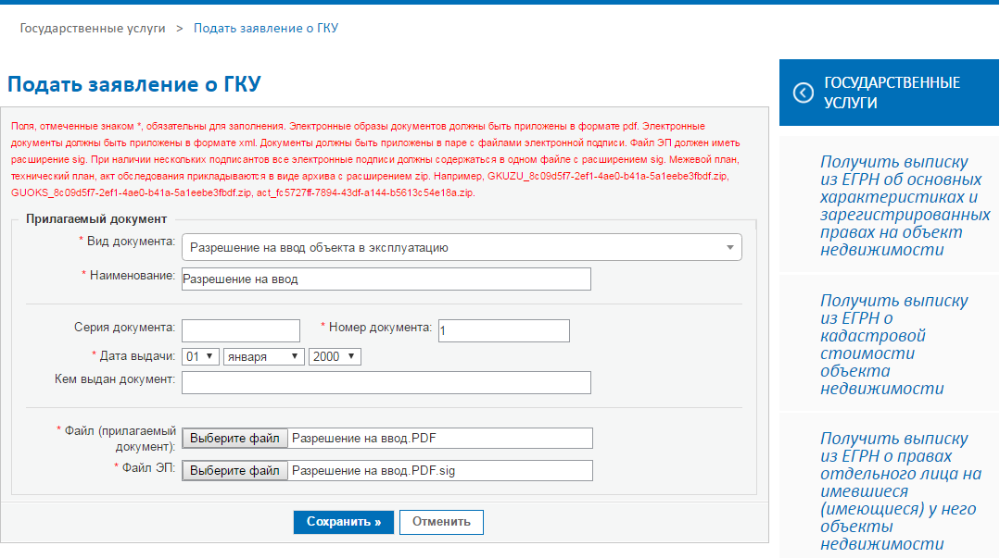 Государственные услуги > Подать заявление о ГКУ
Подать заявление о ГКУ
Поля, отмеченные знаком *, обязательны для заполнения. Электронные образы документов должны быть приложены в формате pdf. Электронные
документы должны быть приложены в формате xml. Документы должны быть приложены в паре с файлами электронной подписи. Файл ЭП должен иметь
расширение sig. При наличии нескольких подписантов все электронные подписи должны содержаться в одном файле с расширением sig. Межевой план,
технический план, акт обследования прикладываются в виде архива с расширением zip. Например, GKUZU_8c09d5f7-2ef1-4ae0-b41a-5a1eebe3fbdf.zip,
GUOKS_8c09d5f7-2ef1-4ae0-b41a-5a1eebe3fbdf.zip, act_fc5727ff-7894-43df-a144-b5613c54e18a.zip.
Прилагаемый документ
* Вид документа: Разрешение на ввод объекта в эксплуатацию
* Наименование: Разрешение на ввод
Серия документа: * Номер документа: 1
* Дата выдачи: 01 января 2000
Кем выдан документ:
* Файл (прилагаемый
документ): Выберите файл Разрешение на ввод.PDF
* Файл ЭП: Выберите файл Разрешение на ввод.PDF.sig
Сохранить » Отменить
ГОСУДАРСТВЕННЫЕ
УСЛУГИ
Получить выписку
из ЕГРН об основных
характеристиках и
зарегистрированных
правах на объект
недвижимости
Получить выписку
из ЕГРН о
кадастровой
стоимости
объекта
недвижимости
Получить выписку
из ЕГРН о правах
отдельного лица на
имевшиеся
(имеющиеся) у него
объекты
недвижимости